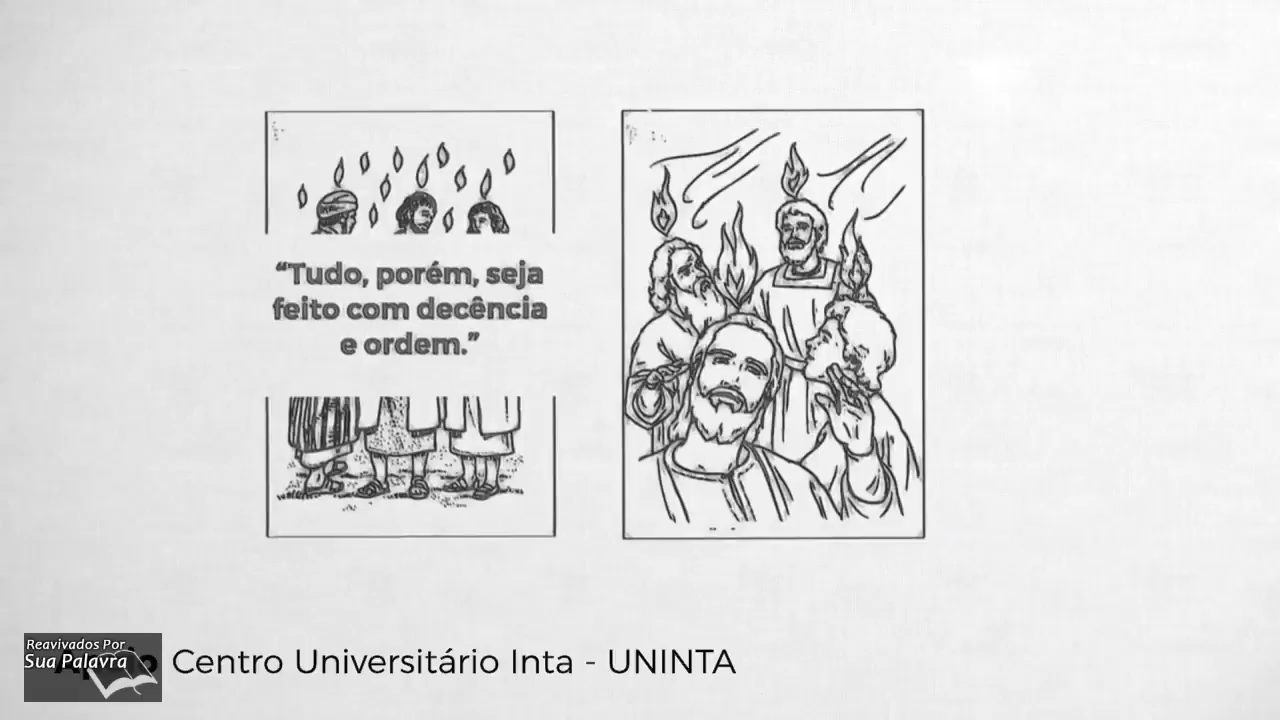 “Tudo, porém, seja
feito com decência
e ordem.”
Reavivados Por
Sua Palavra
Centro Universitário Inta - UNINTA